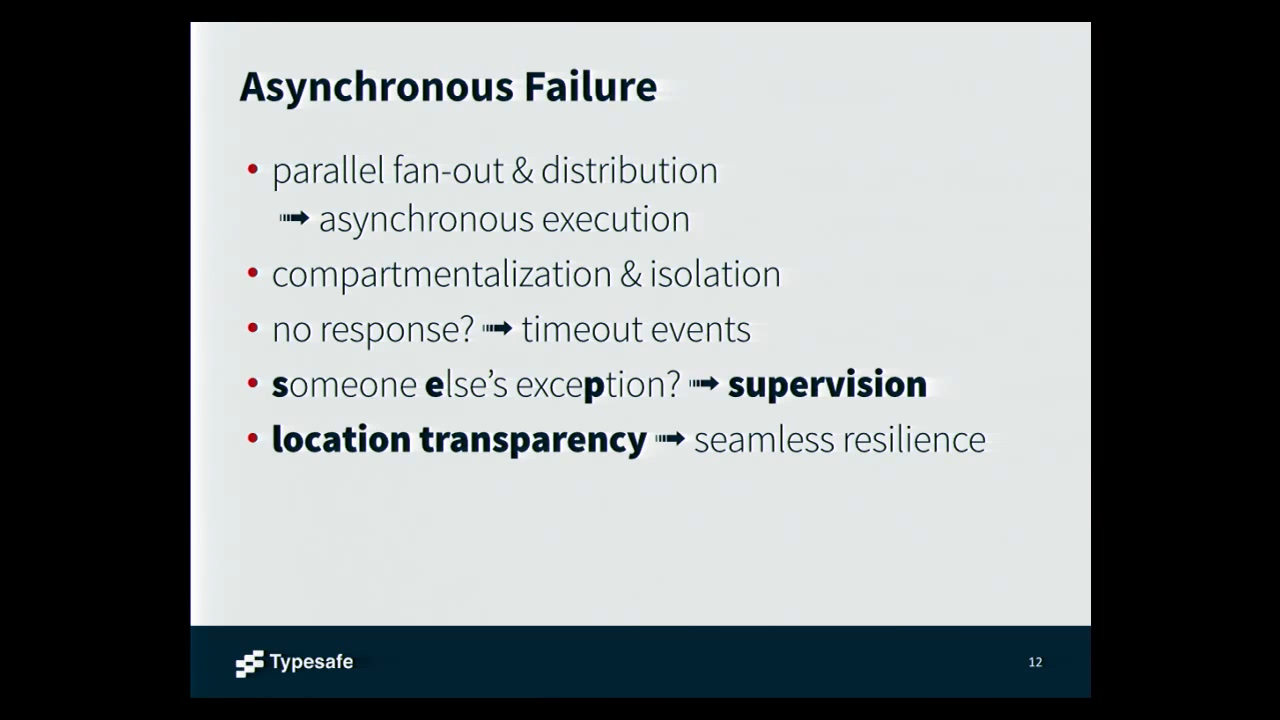 Asynchronous Failure
• parallel fan-out & distribution
➟ asynchronous execution
• compartmentalization & isolation
• no response? ➟ timeout events
• someone else’s exception? ➟ supervision
• location transparency ➟ seamless resilience
Typesafe
12